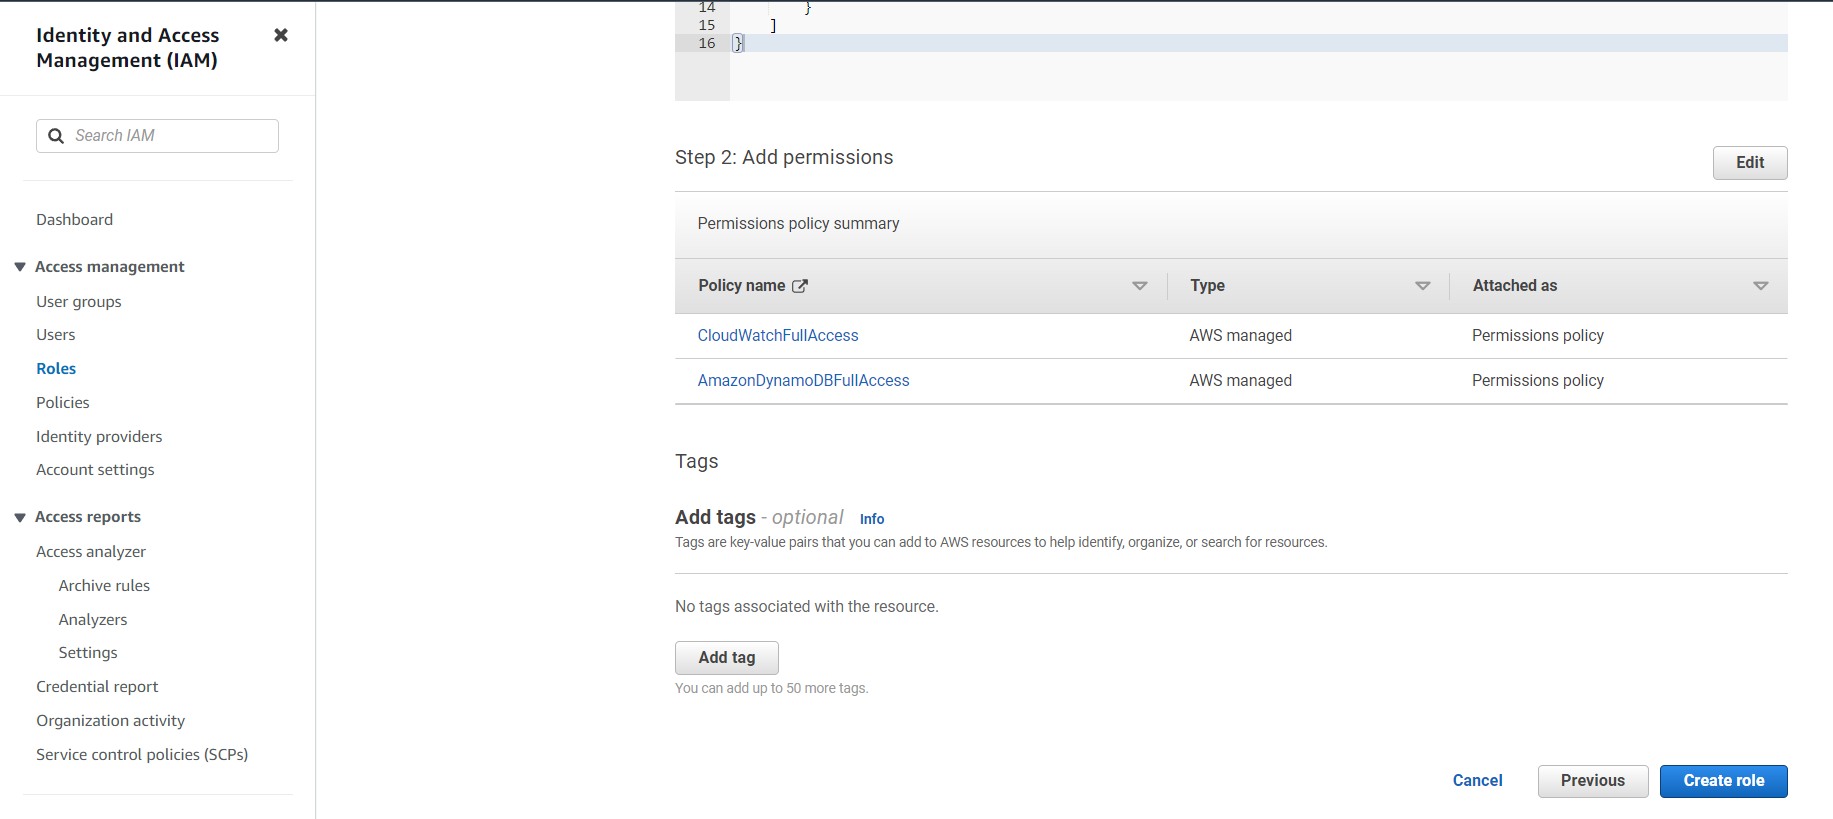 Identity and Access
Management (IAM)
Search IAM
Dashboard
Access management
User groups
Users
Roles
Policies
Identity providers
Account settings
Access reports
Access analyzer
Archive rules
Analyzers
Settings
Credential report
Organization activity
Service control policies (SCPs)
14 }
15 ]
16 }
Step 2: Add permissions
Edit
Permissions policy summary
Policy name Type Attached as
CloudWatchFullAccess AWS managed Permissions policy
AmazonDynamoDBFullAccess AWS managed Permissions policy
Tags
Add tags - optional Info
Tags are key-value pairs that you can add to AWS resources to help identify, organize, or search for resources.
No tags associated with the resource.
Add tag
You can add up to 50 more tags.
Cancel Previous Create role